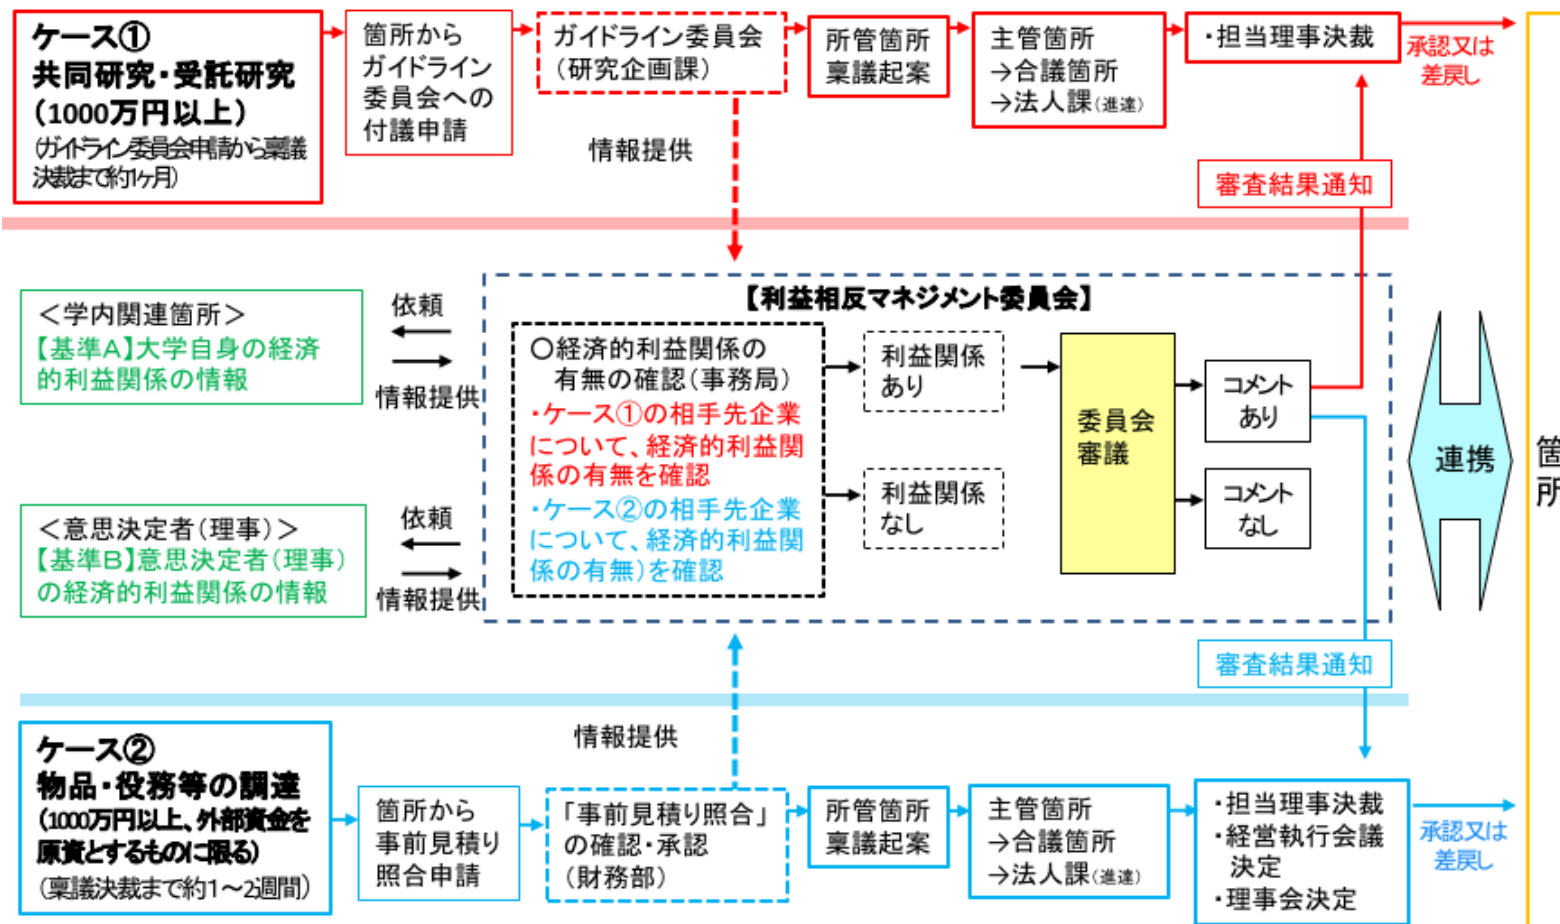 ケース①
共同研究・受託研究
(1000万円以上)
(ガイドライン委員会申請から稟議
決裁まで約1ヶ月)
箇所から
ガイドライン
委員会への
付議申請
ガイドライン委員会
(研究企画課)
所管箇所
稟議起案
主管箇所
→合議箇所
→法人課(進達)
・担当理事決裁
承認又は
差戻し
情報提供
審査結果通知
<学内関連箇所>
【基準A】大学自身の経済
的利益関係の情報
依頼
情報提供
<意思決定者(理事)>
【基準B】意思決定者(理事)
の経済的利益関係の情報
依頼
情報提供
【利益相反マネジメント委員会】
○経済的利益関係の
有無の確認(事務局)
・ケース①の相手先企業
について、経済的利益関
係の有無を確認
・ケース②の相手先企業
について、経済的利益関
係の有無)を確認
利益関係
あり
利益関係
なし
委員会
審議
コメント
あり
コメント
なし
連携
箇
所
審査結果通知
情報提供
ケース②
物品・役務等の調達
(1000万円以上、外部資金を
原資とするものに限る)
(稟議決裁まで約1～2週間)
箇所から
事前見積り
照合申請
「事前見積り照合」
の確認・承認
(財務部)
所管箇所
稟議起案
主管箇所
→合議箇所
→法人課(進達)
・担当理事決裁
・経営執行会議
決定
・理事会決定
承認又は
差戻し